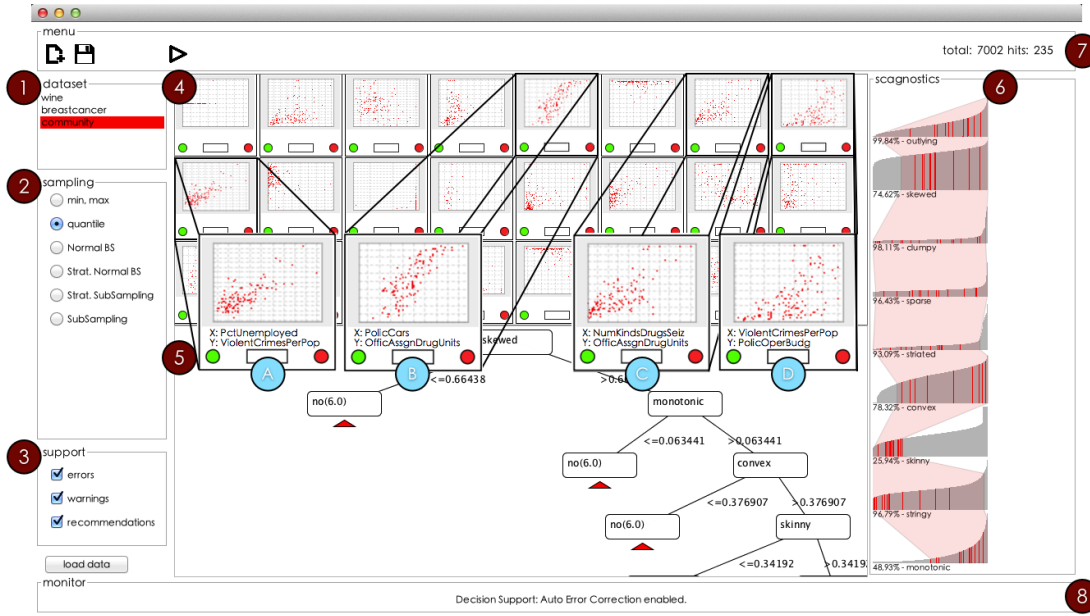 menu
total: 7002 hits: 235
7
1
dataset
wine
breastcancer
community
4
scagnostics
6
2
sampling
min, max
quantile
Normal BS
Strat. Normal BS
Strat. SubSampling
SubSampling
3
support
errors
warnings
recommendations
load data
X: PctUnemployed
Y: ViolentCrimesPerPop
A
X: PolicCars
Y: OfficAssgnDrugUnits
B
X: NumKindsDrugsSeiz
Y: OfficAssgnDrugUnits
C
X: ViolentCrimesPerPop
Y: PolicOperBudg
D
5
skewed
<=0.66438
no(6.0)
monotonic
<=0.063441
>0.063441
no(6.0)
convex
<=0.376907
>0.376907
no(6.0)
skinny
<=0.34192
>0.34192
99,84% - outlying
74,62% - skewed
98,11% - clumpy
96,43% - sparse
93,09% - striated
78,32% - convex
25,94% - skinny
96,79% - stringy
48,93% - monotonic
monitor
Decision Support: Auto Error Correction enabled.
8